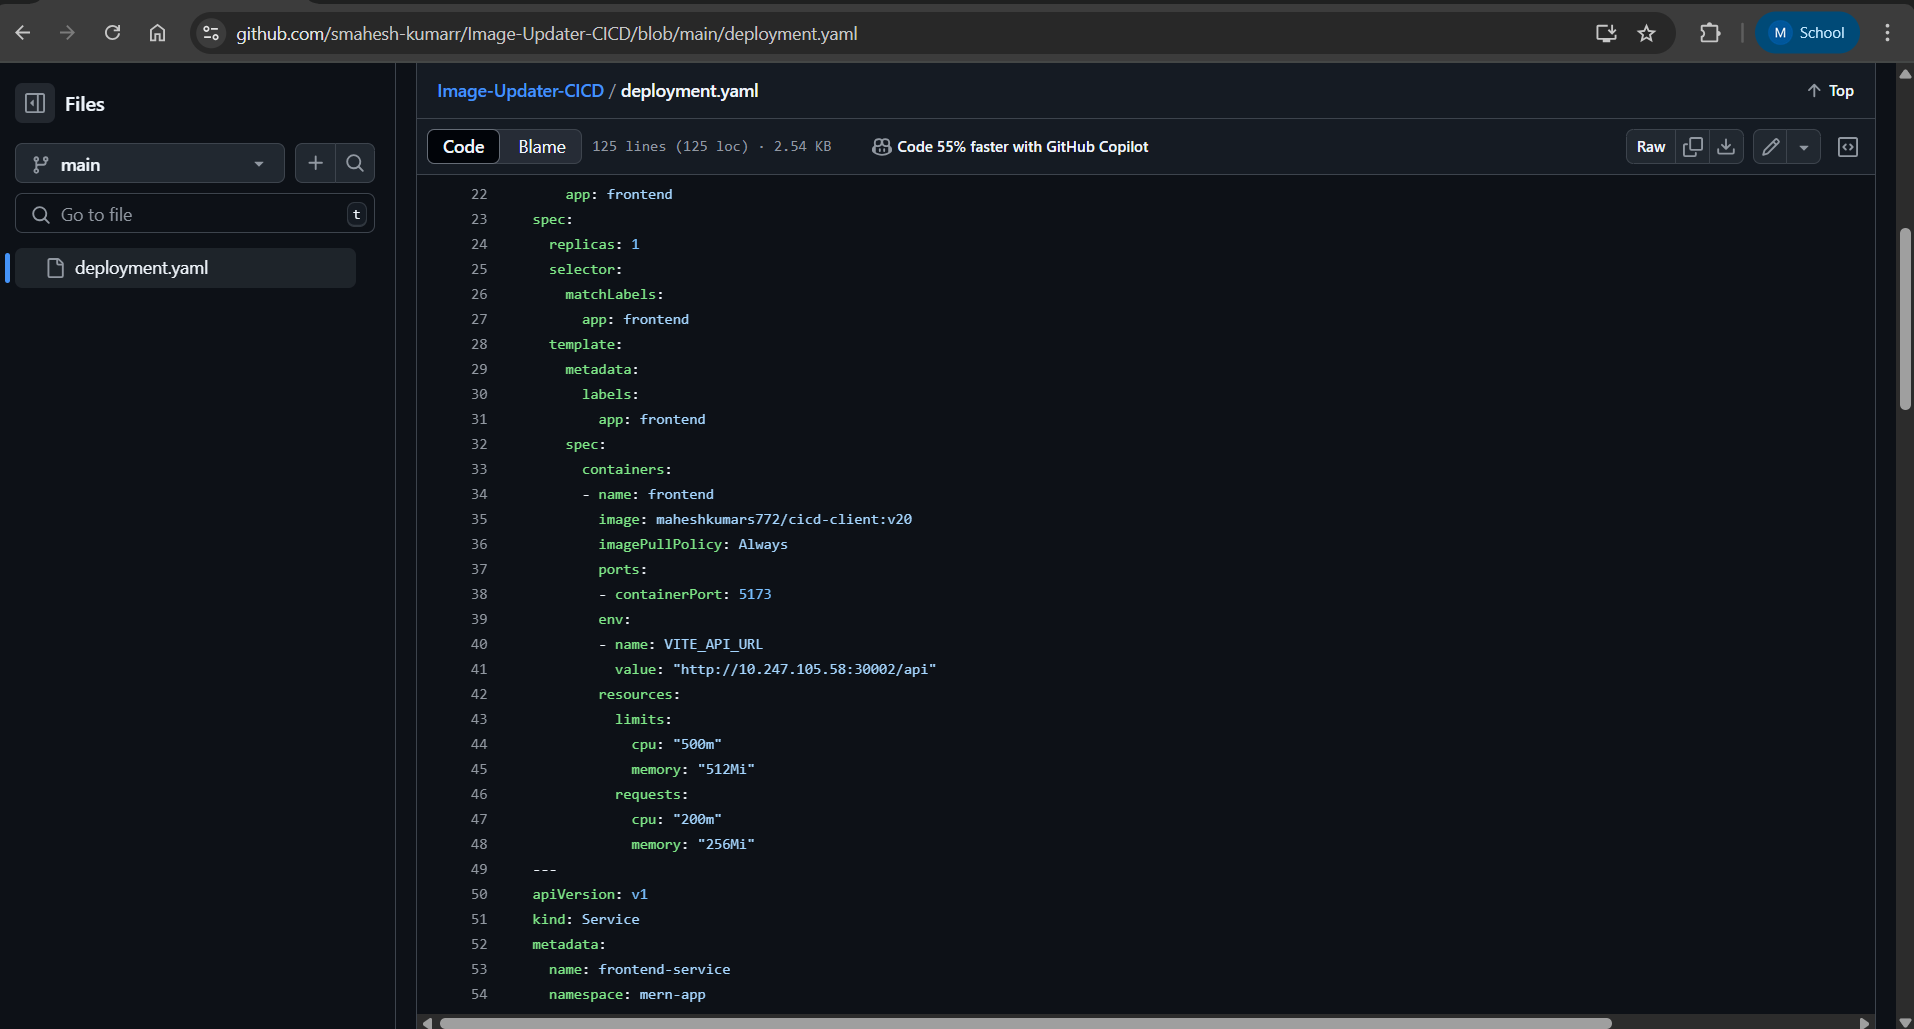 github.com/smahesh-kumarr/Image-Updater-CICD/blob/main/deployment.yaml
M School
Files
main
Go to file
t
deployment.yaml
Image-Updater-CICD / deployment.yaml
Top
Code
Blame
125 lines (125 loc) · 2.54 KB
Code 55% faster with GitHub Copilot
Raw
22 app: frontend
23 spec:
24 replicas: 1
25 selector:
26 matchLabels:
27 app: frontend
28 template:
29 metadata:
30 labels:
31 app: frontend
32 spec:
33 containers:
34 - name: frontend
35 image: maheshkumars772/cicd-client:v20
36 imagePullPolicy: Always
37 ports:
38 - containerPort: 5173
39 env:
40 - name: VITE_API_URL
41 value: "http://10.247.105.58:30002/api"
42 resources:
43 limits:
44 cpu: "500m"
45 memory: "512Mi"
46 requests:
47 cpu: "200m"
48 memory: "256Mi"
49 ---
50 apiVersion: v1
51 kind: Service
52 metadata:
53 name: frontend-service
54 namespace: mern-app